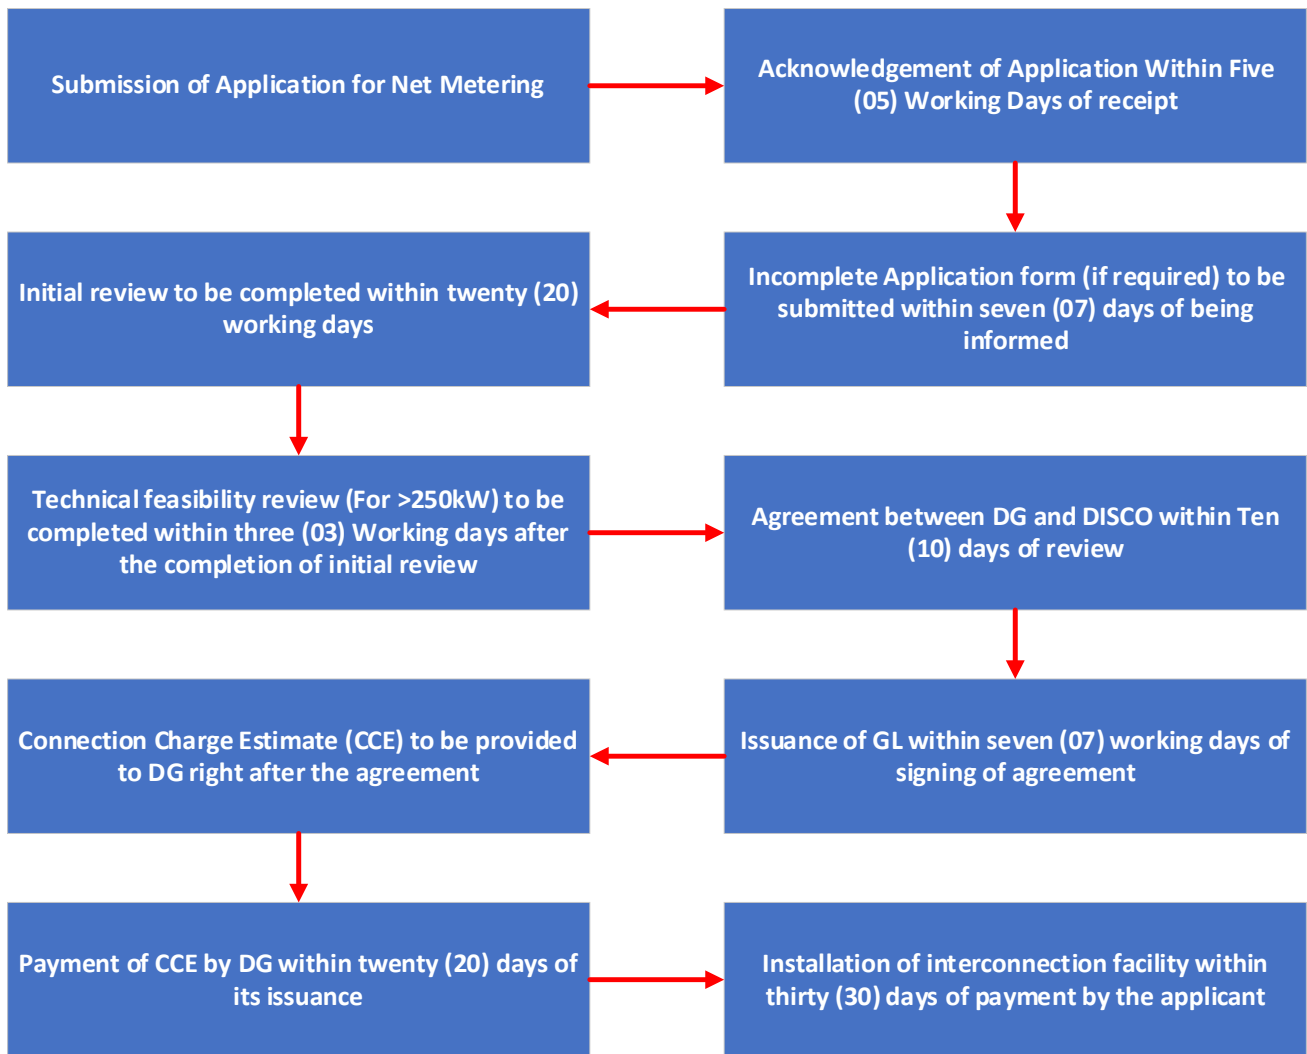 Submission of Application for Net Metering
Acknowledgement of Application Within Five
(05) Working Days of receipt
Incomplete Application form (if required) to be
submitted within seven (07) days of being
informed
Initial review to be completed within twenty (20)
working days
Technical feasibility review (For >250kW) to be
completed within three (03) Working days after
the completion of initial review
Agreement between DG and DISCO within Ten
(10) days of review
Issuance of GL within seven (07) working days of
signing of agreement
Connection Charge Estimate (CCE) to be provided
to DG right after the agreement
Payment of CCE by DG within twenty (20) days of
its issuance
Installation of interconnection facility within
thirty (30) days of payment by the applicant